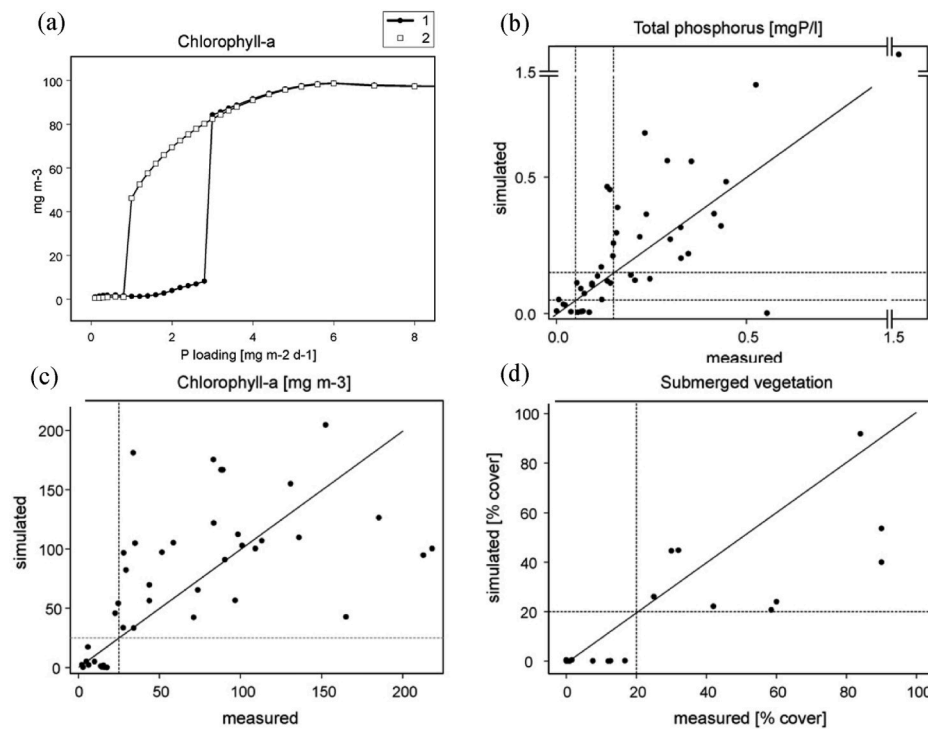 (a)
Chlorophyll-a
1
2
100
80
60
40
20
0
mg m-3
0 2 4 6 8
P loading [mg m-2 d-1]
(b)
Total phosphorus [mgP/l]
1.5
0.5
0.0
simulated
0.0 0.5 1.5
measured
(c)
Chlorophyll-a [mg m-3]
200
150
100
50
0
simulated
0 50 100 150 200
measured
(d)
Submerged vegetation
100
80
60
40
20
0
simulated [% cover]
0 20 40 60 80 100
measured [% cover]